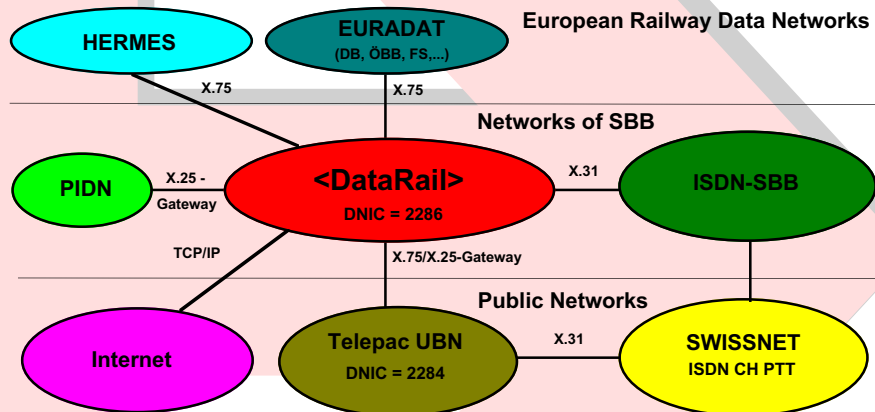 European Railway Data Networks
HERMES
EURADAT
(DB, ÖBB, FS,...)
X.75
X.75
Networks of SBB
PIDN
X.25 -
Gateway
<DataRail>
DNIC = 2286
X.31
ISDN-SBB
TCP/IP
X.75/X.25-Gateway
Public Networks
Internet
Telepac UBN
DNIC = 2284
X.31
SWISSNET
ISDN CH PTT